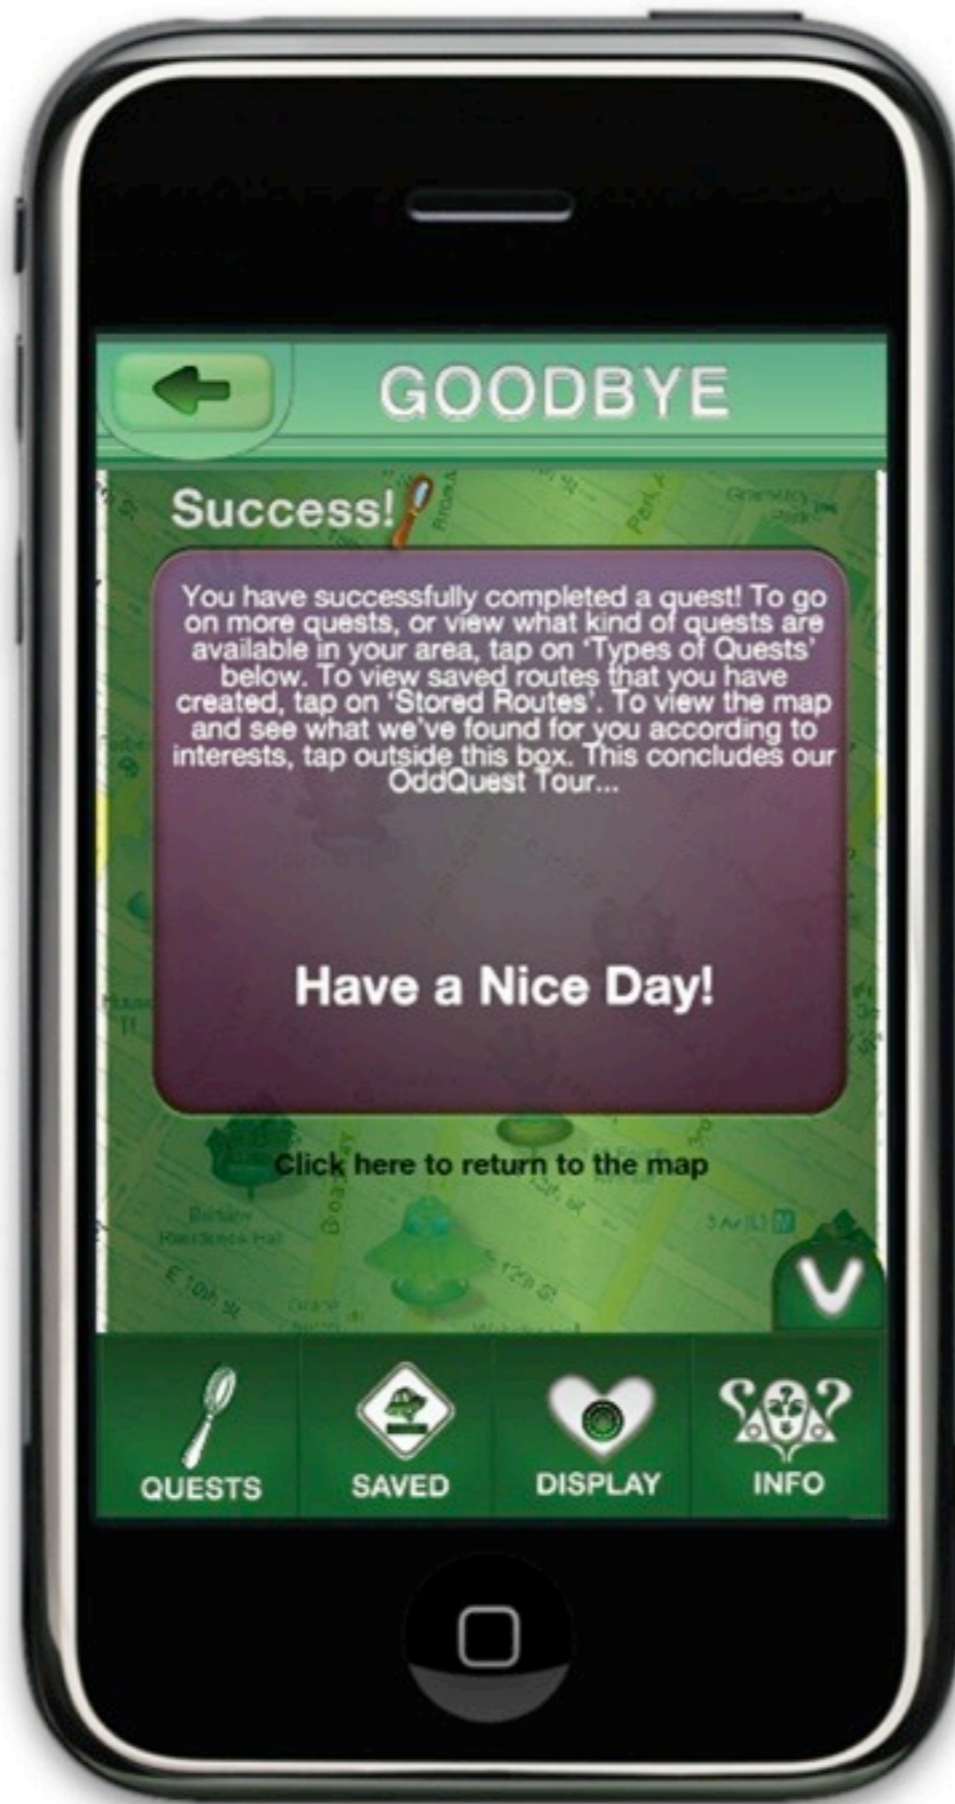 GOODBYE
Success!
You have successfully completed a quest! To go
on more quests, or view what kind of quests are
available in your area, tap on ‘Types of Quests’
below. To view saved routes that you have
created, tap on ‘Stored Routes’. To view the map
and see what we’ve found for you according to
interests, tap outside this box. This concludes our
OddQuest Tour...
Have a Nice Day!
Click here to return to the map
E 10th St
E 12th St
V
QUESTS
SAVED
DISPLAY
INFO